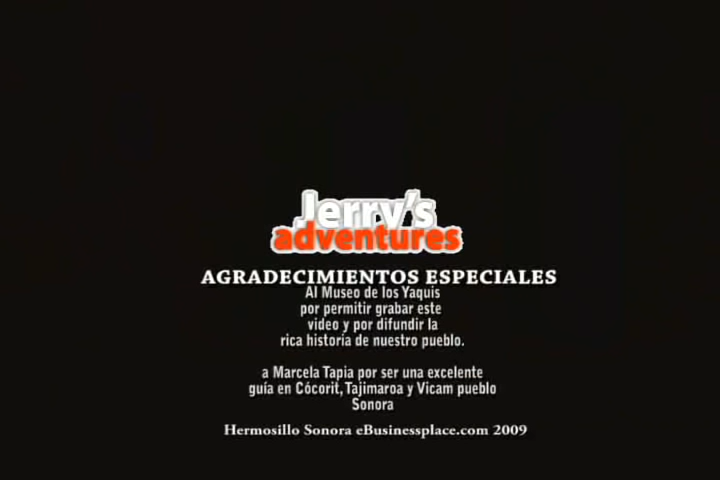 Jerry's
adventures
AGRADECIMIENTOS ESPECIALES
Al Museo de los Yaquis
por permitir grabar este
video y por difundir la
rica historia de nuestro pueblo.
a Marcela Tapia por ser una excelente
guía en Cócorit, Tajimaroa y Vicam pueblo
Sonora
Hermosillo Sonora eBusinessplace.com 2009